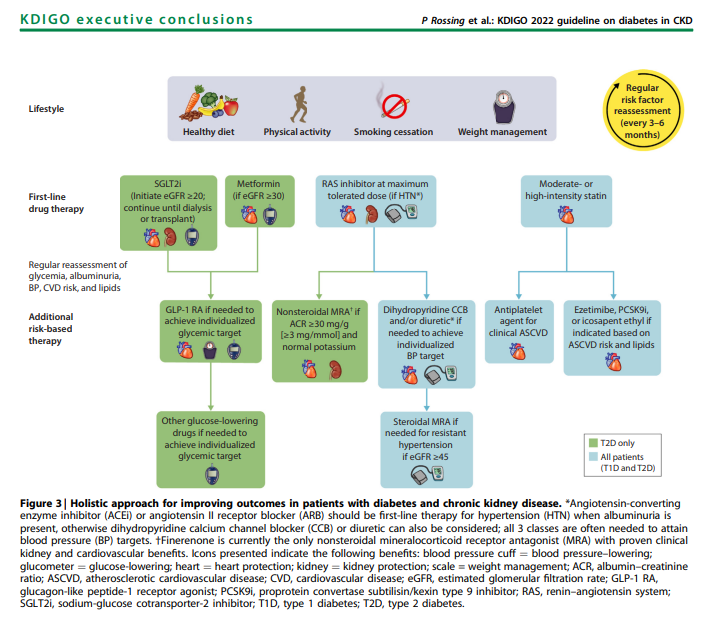 KDIGO executive conclusions
P Rossing et al.: KDIGO 2022 guideline on diabetes in CKD
Lifestyle
Healthy diet
Physical activity
Smoking cessation
Weight management
Regular
risk factor
reassessment
(every 3–6
months)
First-line
drug therapy
SGLT2i
(Initiate eGFR ≥20;
continue until dialysis
or transplant)
Metformin
(if eGFR ≥30)
RAS inhibitor at maximum
tolerated dose (if HTN*)
Moderate- or
high-intensity statin
Regular reassessment of
glycemia, albuminuria,
BP, CVD risk, and lipids
Additional
risk-based
therapy
GLP-1 RA if needed to
achieve individualized
glycemic target
Nonsteroidal MRA† if
ACR ≥30 mg/g
[≥3 mg/mmol] and
normal potassium
Dihydropyridine CCB
and/or diuretic* if
needed to achieve
individualized
BP target
Antiplatelet
agent for
clinical ASCVD
Ezetimibe, PCSK9i,
or icosapent ethyl if
indicated based on
ASCVD risk and lipids
Other glucose-lowering
drugs if needed to
achieve individualized
glycemic target
Steroidal MRA if
needed for resistant
hypertension
if eGFR ≥45
T2D only
All patients
(T1D and T2D)
Figure 3 | Holistic approach for improving outcomes in patients with diabetes and chronic kidney disease. *Angiotensin-converting
enzyme inhibitor (ACEi) or angiotensin II receptor blocker (ARB) should be first-line therapy for hypertension (HTN) when albuminuria is
present, otherwise dihydropyridine calcium channel blocker (CCB) or diuretic can also be considered; all 3 classes are often needed to attain
blood pressure (BP) targets. †Finerenone is currently the only nonsteroidal mineralocorticoid receptor antagonist (MRA) with proven clinical
kidney and cardiovascular benefits. Icons presented indicate the following benefits: blood pressure cuff = blood pressure–lowering;
glucometer = glucose-lowering; heart = heart protection; kidney = kidney protection; scale = weight management; ACR, albumin–creatinine
ratio; ASCVD, atherosclerotic cardiovascular disease; CVD, cardiovascular disease; eGFR, estimated glomerular filtration rate; GLP-1 RA,
glucagon-like peptide-1 receptor agonist; PCSK9i, proprotein convertase subtilisin/kexin type 9 inhibitor; RAS, renin–angiotensin system;
SGLT2i, sodium-glucose cotransporter-2 inhibitor; T1D, type 1 diabetes; T2D, type 2 diabetes.